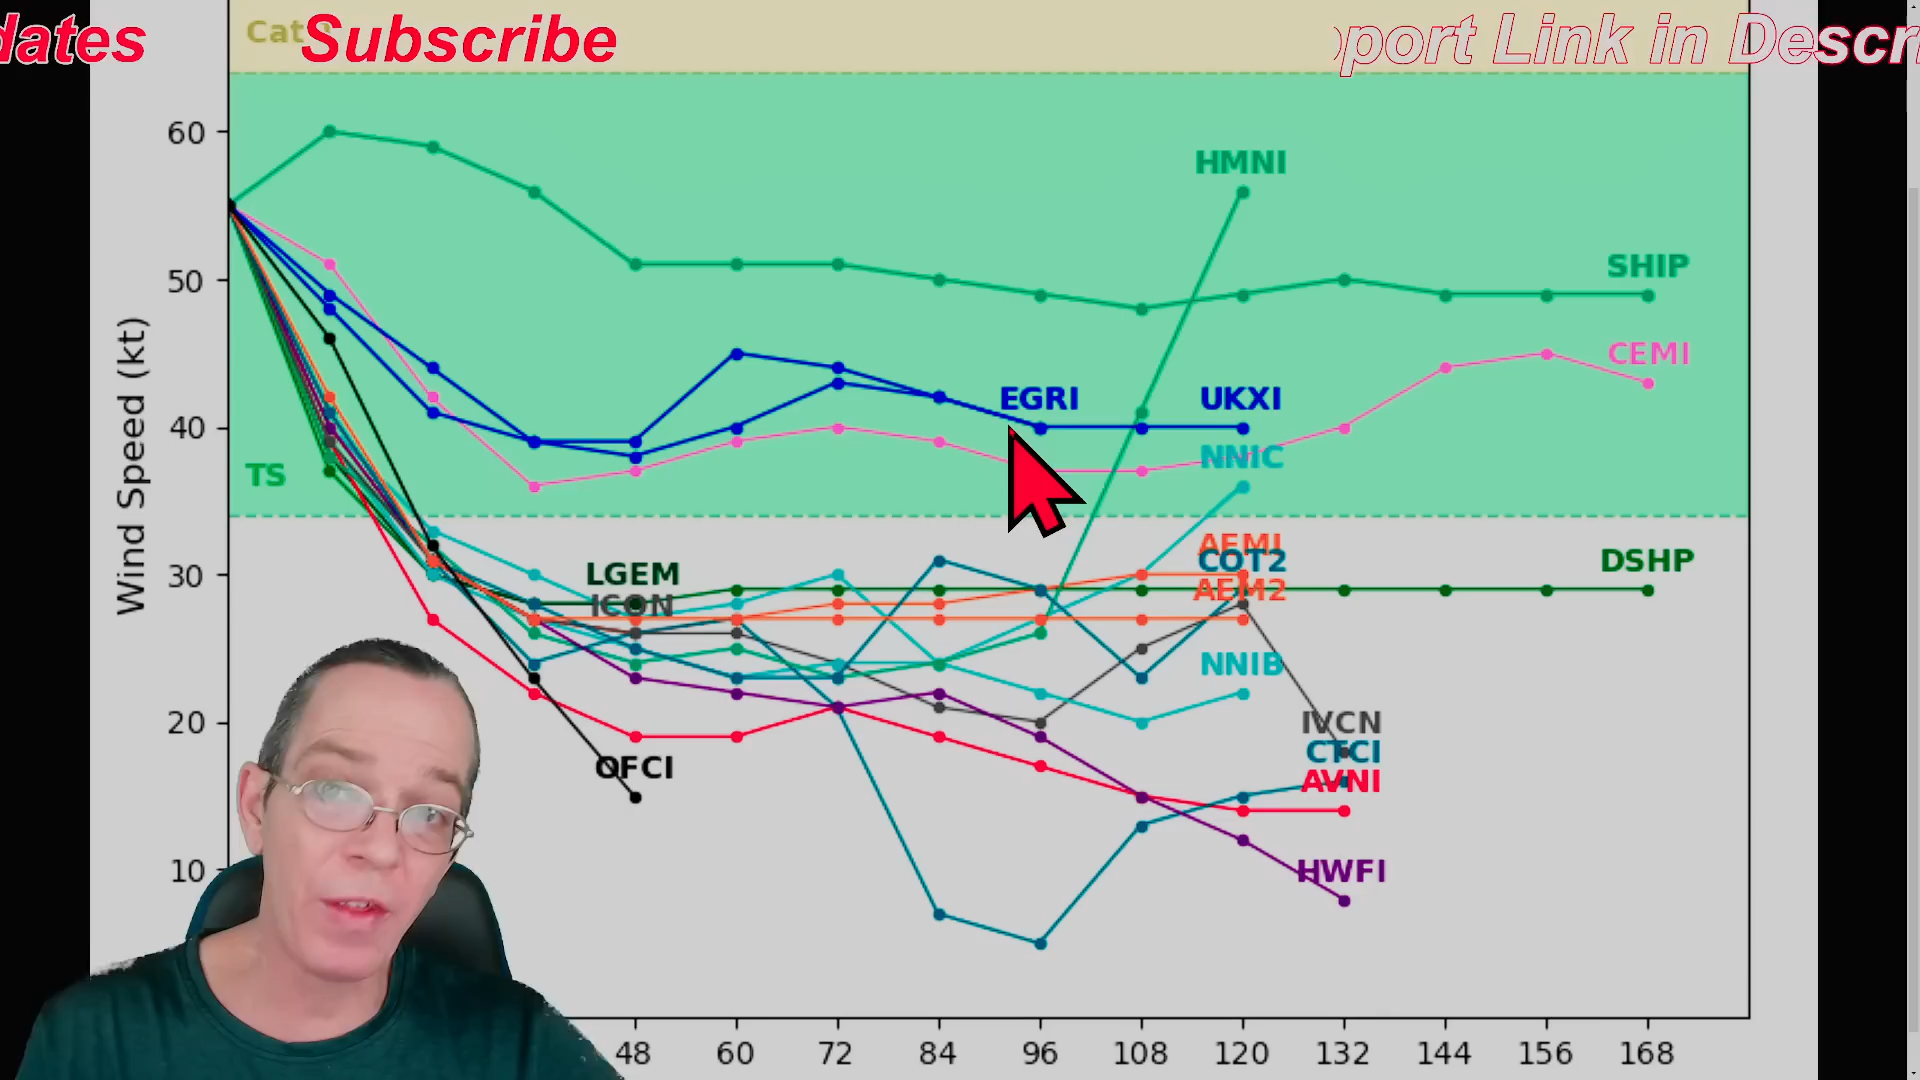 dates Subscribe port Link in Descr
Cat
60
HMNI
50
SHIP
CEMI
EGRI UKXI
40
NNIC
TS
Wind Speed (kt)
AEMI
COT2
DSHP
30
LGEM
AEM2
ICON
NNIB
20
IVCN
CTCI
OFCI
AVNI
10
HWFI
48 60 72 84 96 108 120 132 144 156 168